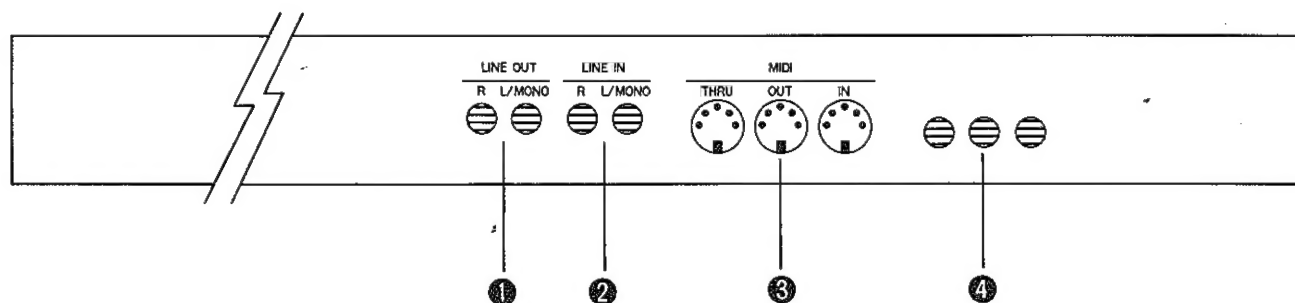 LINE OUT
LINE IN
MIDI
R L/MONO
R L/MONO
THRU OUT IN
1 2 3 4